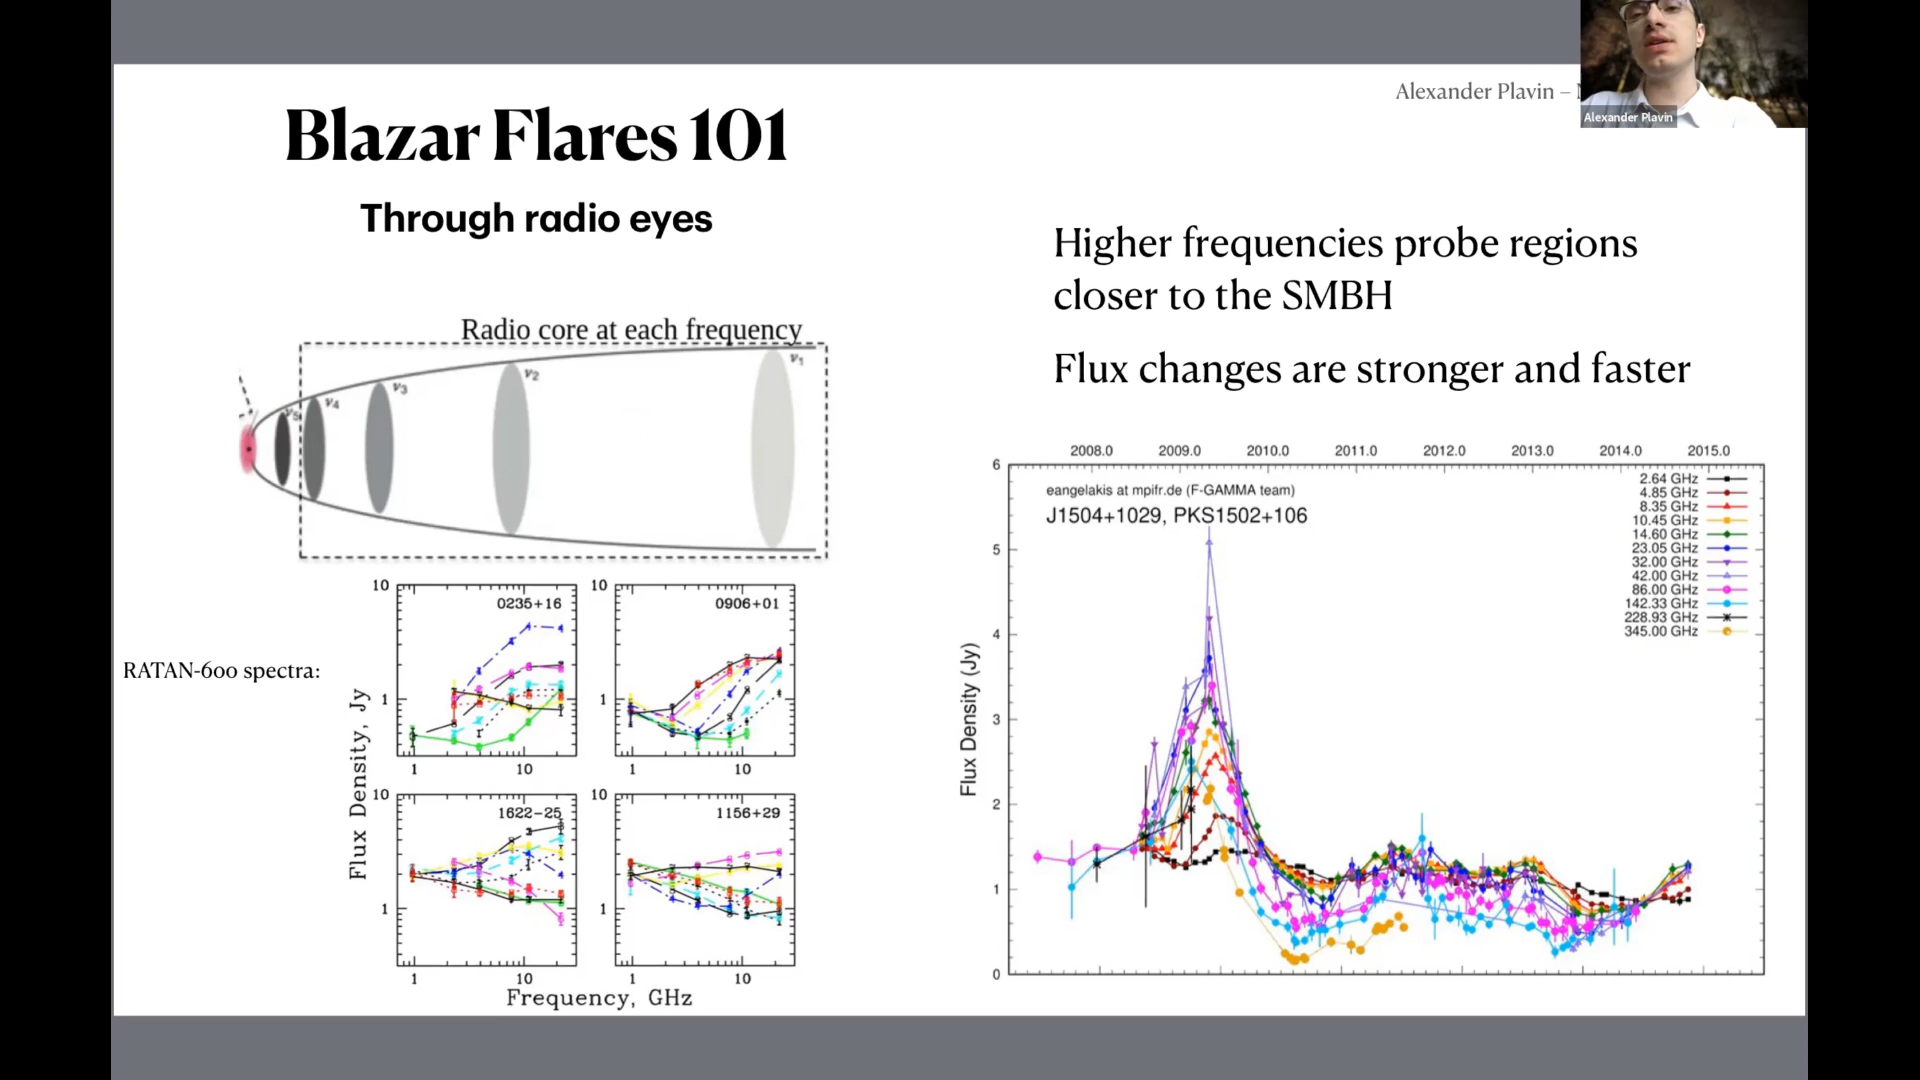 Alexander Plavin –
Alexander Plavin
Blazar Flares 101
Through radio eyes
Higher frequencies probe regions
closer to the SMBH
Flux changes are stronger and faster
Radio core at each frequency
ν1
ν2
ν3
ν4
ν5
RATAN-600 spectra:
Flux Density, Jy
10
1
0235+16
1
10
10
1
0906+01
1
10
10
1
1622-25
1
10
10
1
1156+29
1
10
Frequency, GHz
2008.0 2009.0 2010.0 2011.0 2012.0 2013.0 2014.0 2015.0
eangelakis at mpifr.de (F-GAMMA team)
J1504+1029, PKS1502+106
2.64 GHz
4.85 GHz
8.35 GHz
10.45 GHz
14.60 GHz
23.05 GHz
32.00 GHz
42.00 GHz
86.00 GHz
142.33 GHz
228.93 GHz
345.00 GHz
Flux Density (Jy)
6
5
4
3
2
1
0